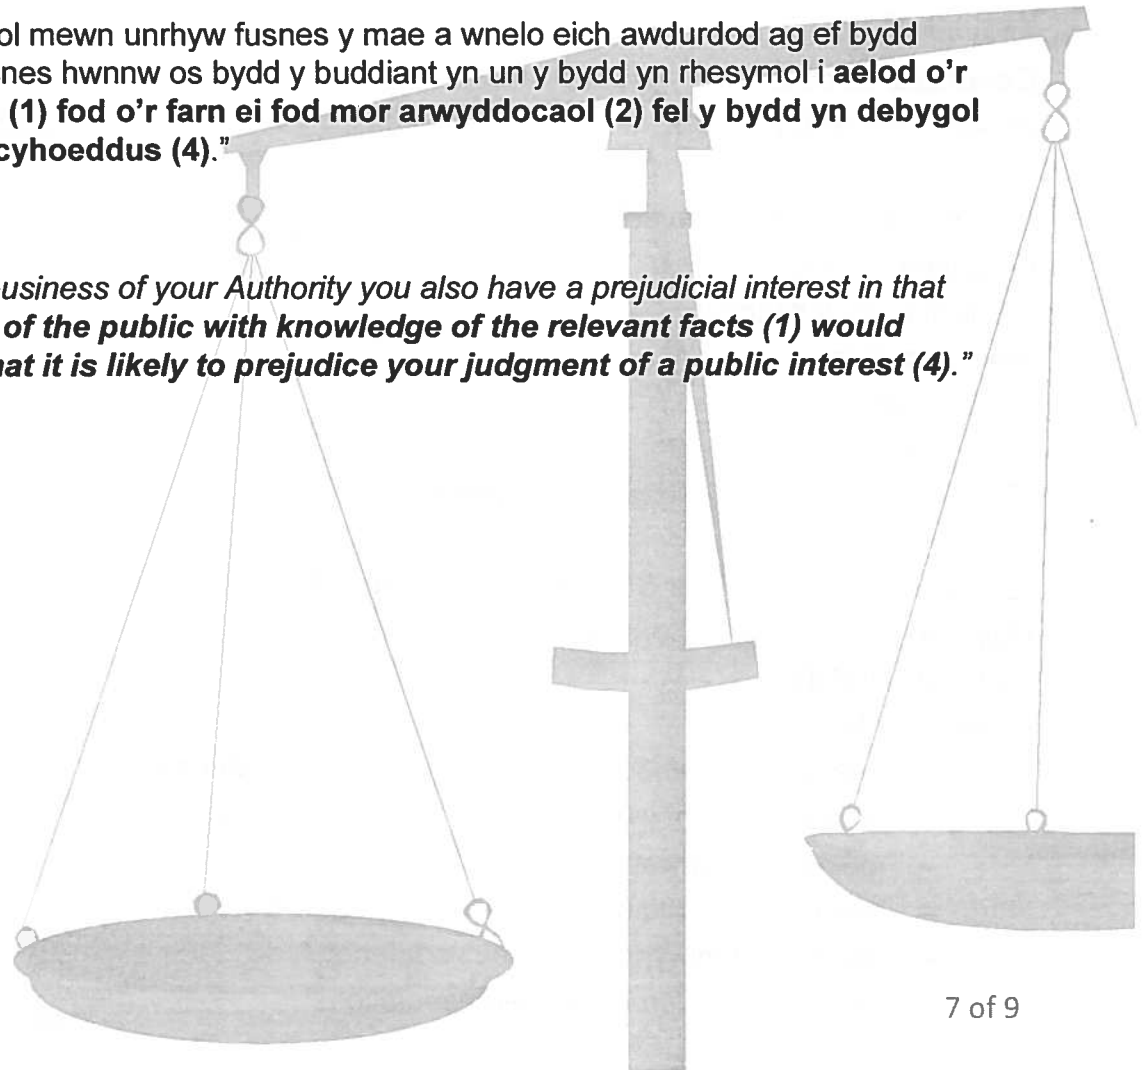 ol mewn unrhyw fusnes y mae a wnelo eich awdurdod ag ef bydd
nes hwnnw os bydd y buddiant yn un y bydd yn rhesymol i aelod o'r
(1) fod o'r farn ei fod mor arwyddocaol (2) fel y bydd yn debygol
cyhoeddus (4)."
usiness of your Authority you also have a prejudicial interest in that
of the public with knowledge of the relevant facts (1) would
nat it is likely to prejudice your judgment of a public interest (4)."
7 of 9